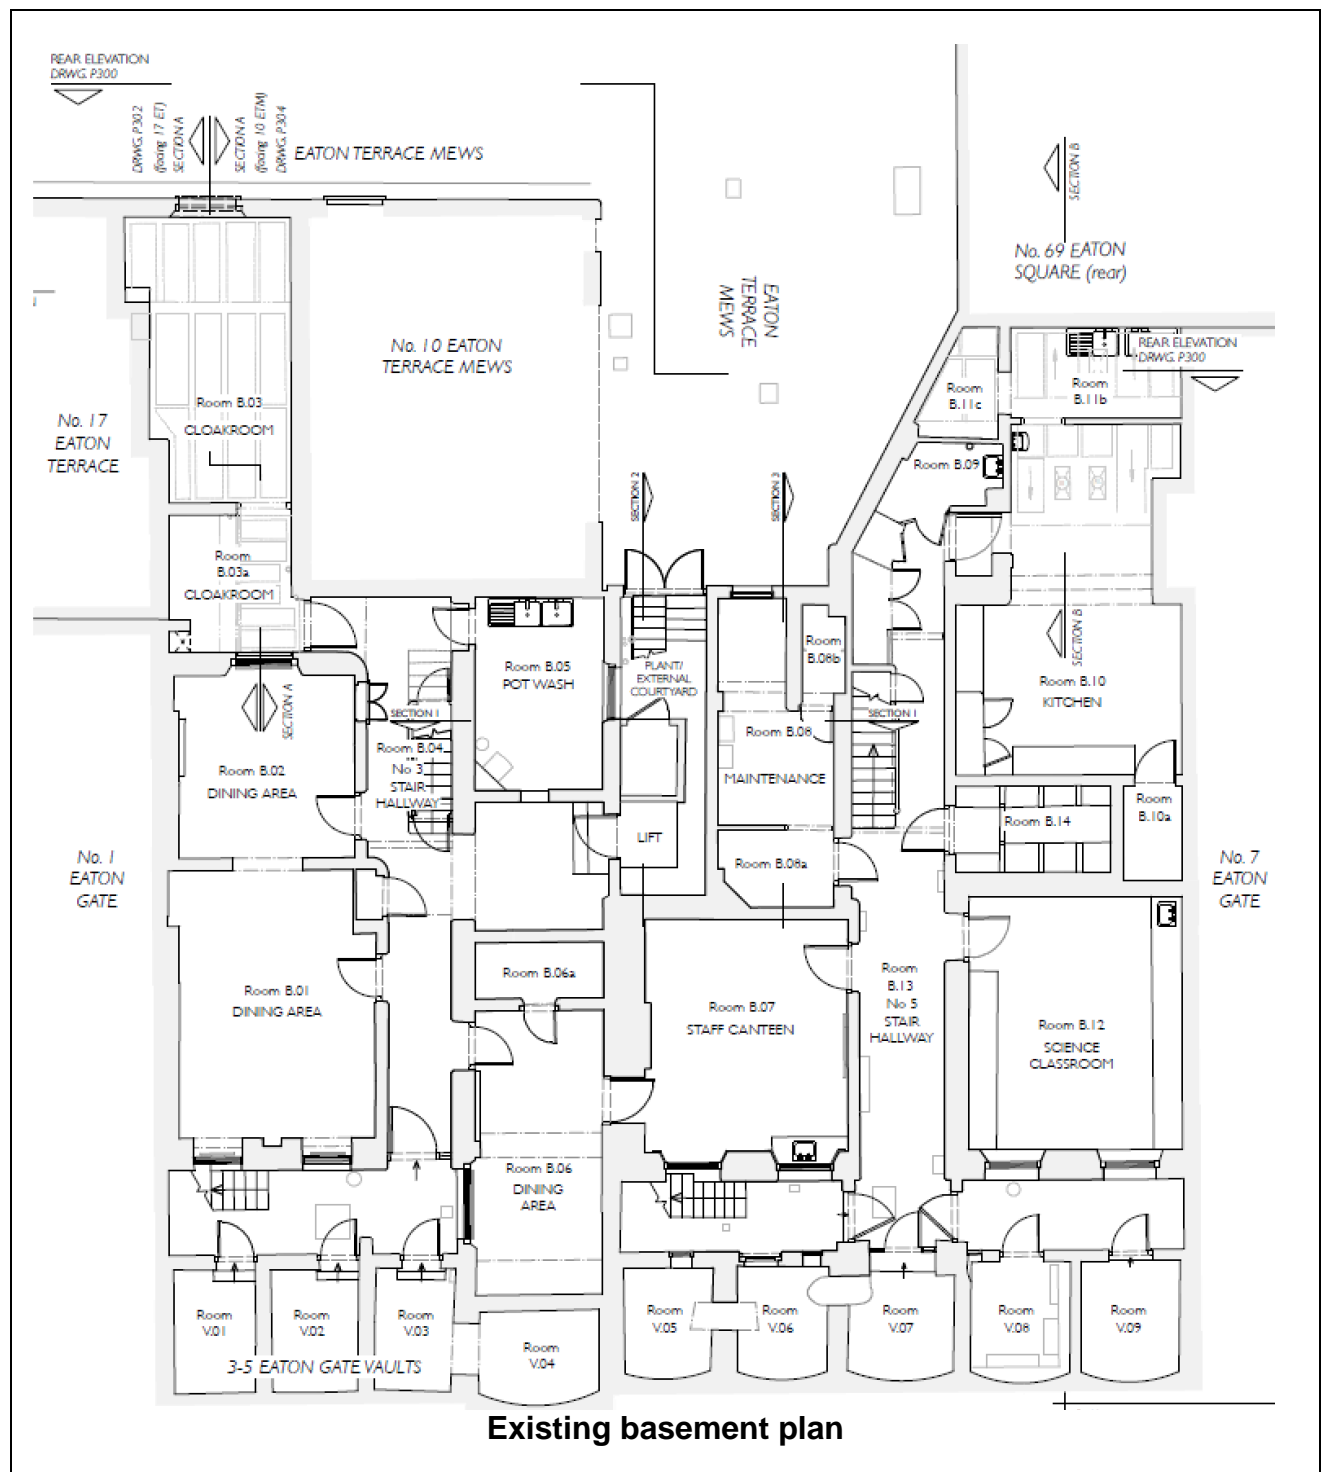 REAR ELEVATION
DRWG. P300
DRWG. P302
(facing 17 ET)
SECTION A
SECTION A
(facing 10 ETM)
DRWG. P304
EATON TERRACE MEWS
SECTION B
No. 69 EATON
SQUARE (rear)
EATON
TERRACE
MEWS
No. 10 EATON
TERRACE MEWS
REAR ELEVATION
DRWG. P300
Room
B.11c
Room
B.11b
Room B.03
CLOAKROOM
No. 17
EATON
TERRACE
Room B.09
SECTION 2
SECTION 3
Room
B.03a
CLOAKROOM
Room B.05
POT WASH
PLANT/
EXTERNAL
COURTYARD
Room
B.08b
SECTION B
Room B.10
KITCHEN
SECTION A
SECTION 1
SECTION 1
Room B.04
No 3
STAIR
HALLWAY
Room B.08
MAINTENANCE
Room B.02
DINING AREA
Room
B.10a
Room B.14
LIFT
No. 1
EATON
GATE
Room B.08a
No. 7
EATON
GATE
Room B.06a
Room B.01
DINING AREA
Room B.07
STAFF CANTEEN
Room
B.13
No 5
STAIR
HALLWAY
Room B.12
SCIENCE
CLASSROOM
Room B.06
DINING
AREA
Room
V.01
Room
V.02
Room
V.03
Room
V.04
Room
V.05
Room
V.06
Room
V.07
Room
V.08
Room
V.09
3-5 EATON GATE VAULTS
Existing basement plan